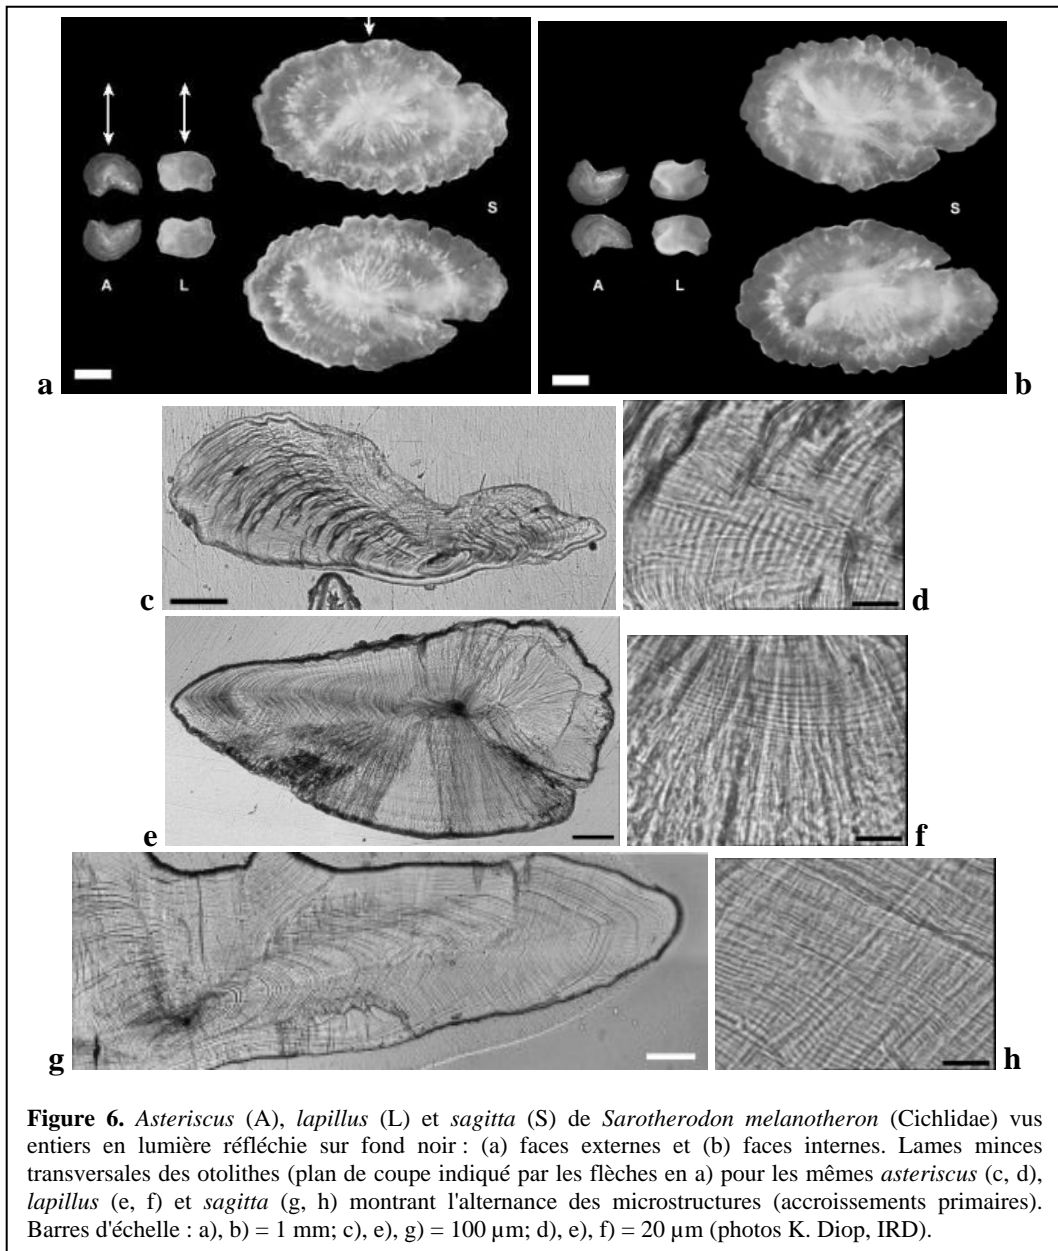 S
A
L
a
S
A
L
b
c
d
e
f
g
h
Figure 6. Asteriscus (A), lapillus (L) et sagitta (S) de Sarotherodon melanotheron (Cichlidae) vus
entiers en lumière réfléchie sur fond noir : (a) faces externes et (b) faces internes. Lames minces
transversales des otolithes (plan de coupe indiqué par les flèches en a) pour les mêmes asteriscus (c, d),
lapillus (e, f) et sagitta (g, h) montrant l'alternance des microstructures (accroissements primaires).
Barres d'échelle : a), b) = 1 mm; c), e), g) = 100 µm; d), e), f) = 20 µm (photos K. Diop, IRD).